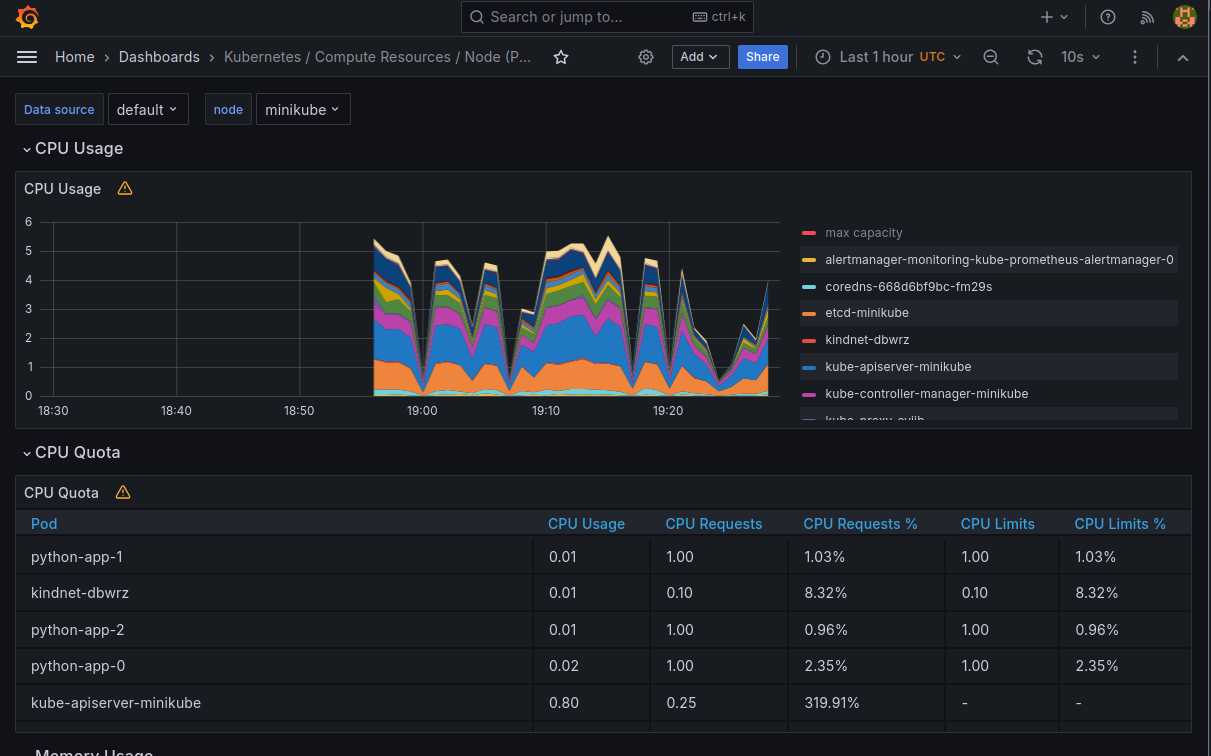 Search or jump to... ctrl+k
Home › Dashboards › Kubernetes / Compute Resources / Node (P... Add Share Last 1 hour UTC 10s
Data source default node minikube
CPU Usage
CPU Usage
6
5
4
3
2
1
0
18:30 18:40 18:50 19:00 19:10 19:20
max capacity
alertmanager-monitoring-kube-prometheus-alertmanager-0
coredns-668d6bf9bc-fm29s
etcd-minikube
kindnet-dbwrz
kube-apiserver-minikube
kube-controller-manager-minikube
CPU Quota
CPU Quota
Pod CPU Usage CPU Requests CPU Requests % CPU Limits CPU Limits %
python-app-1 0.01 1.00 1.03% 1.00 1.03%
kindnet-dbwrz 0.01 0.10 8.32% 0.10 8.32%
python-app-2 0.01 1.00 0.96% 1.00 0.96%
python-app-0 0.02 1.00 2.35% 1.00 2.35%
kube-apiserver-minikube 0.80 0.25 319.91% - -
Memory Usage